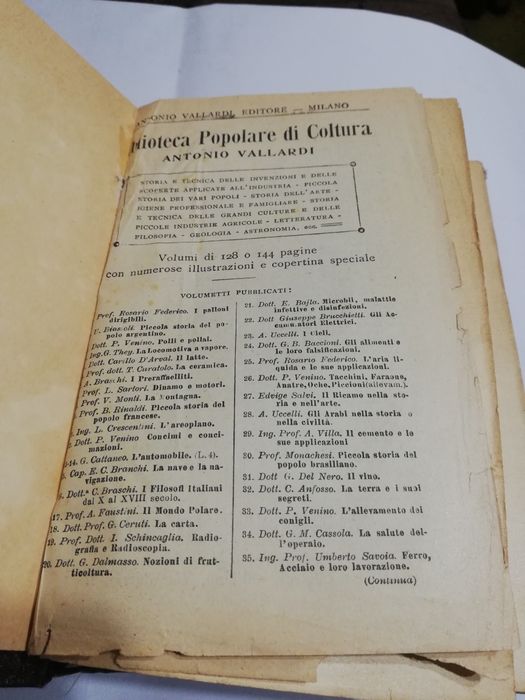 ANTONIO VALLARDI, EDITORE — MILANO
lioteca Popolare di Coltura
ANTONIO VALLARDI
STORIA E TECNICA DELLE INVENZIONI E DELLE
SCOPERTE APPLICATE ALL'INDUSTRIA - PICCOLA
STORIA DEI VARI POPOLI - STORIA DELL'ARTE -
IGIENE PROFESSIONALE E FAMIGLIARE - STORIA
E TECNICA DELLE GRANDI CULTURE E DELLE
PICCOLE INDUSTRIE AGRICOLE - LETTERATURA -
FILOSOFIA - GEOLOGIA - ASTRONOMIA, ecc.
Volumi di 128 o 144 pagine
con numerose illustrazioni e copertina speciale
VOLUMETTI PUBBLICATI:
Prof. Rosario Federico. I palloni
dirigibili.
Piccola storia del po-
polo argentino.
Dott. P. Venino. Polli e pollai.
Ing. G. They. La Locomotiva a vapore.
Dott. Carillo D'Arval. Il latte.
Prof. dott. T. Caratolo. La ceramica.
A. Braschi. I Preraffaelliti.
Prof. L. Sartori. Dinamo e motori.
Prof. V. Monti. La Montagna.
Prof. B. Rinaldi. Piccola storia del
popolo francese.
Ing. L. Crescentini. L'areoplano.
Dott. P. Venino Concimi e conci-
mazioni.
-14. G. Cattaneo. L'automobile. (L. 4).
Cap. E. C. Branchi. La nave e la na-
vigazione.
Dott.ª C. Braschi. I Filosofi Italiani
dal X al XVIII secolo.
17. Prof. A. Faustini. Il Mondo Polare.
18. Dott. Prof. G. Ceruti. La carta.
19. Prof. Dott. I. Schincaglia. Radio-
grafia e Radioscopia.
20. Dott. G. Dalmasso. Nozioni di frut-
ticoltura.
21. Dott. E. Bajla. Microbii, malattie
infettive e disinfezioni.
22. Dott Giuseppe Bruschietti. Gli Ac-
cumulatori Elettrici.
23. A. Uccelli. I cieli.
24. Dott. G. B. Baccioni. Gli alimenti e
le loro falsificazioni.
25. Prof. Rosario Federico. L'aria li-
quida e le sue applicazioni.
26. Dott. P. Venino. Tacchini, Faraone,
Anatre, Oche, Piccioni (allevam.).
27. Edvige Salvi. Il Ricamo nella sto-
ria e nell'arte.
28. A. Uccelli. Gli Arabi nella storia e
nella civiltà.
29. Ing. Prof. A. Villa. Il cemento e le
sue applicazioni
30. Prof. Monachesi. Piccola storia del
popolo brasiliano.
31. Dott G. Del Nero. Il vino.
32. Dott. C. Anfosso. La terra e i suoi
segreti.
33. Dott. P. Venino. L'allevamento dei
conigli.
34. Dott. G. M. Cassola. La salute del-
l'operaio.
35. Ing. Prof. Umberto Savoia. Ferro,
Acciaio e loro lavorazione.
(Continua)